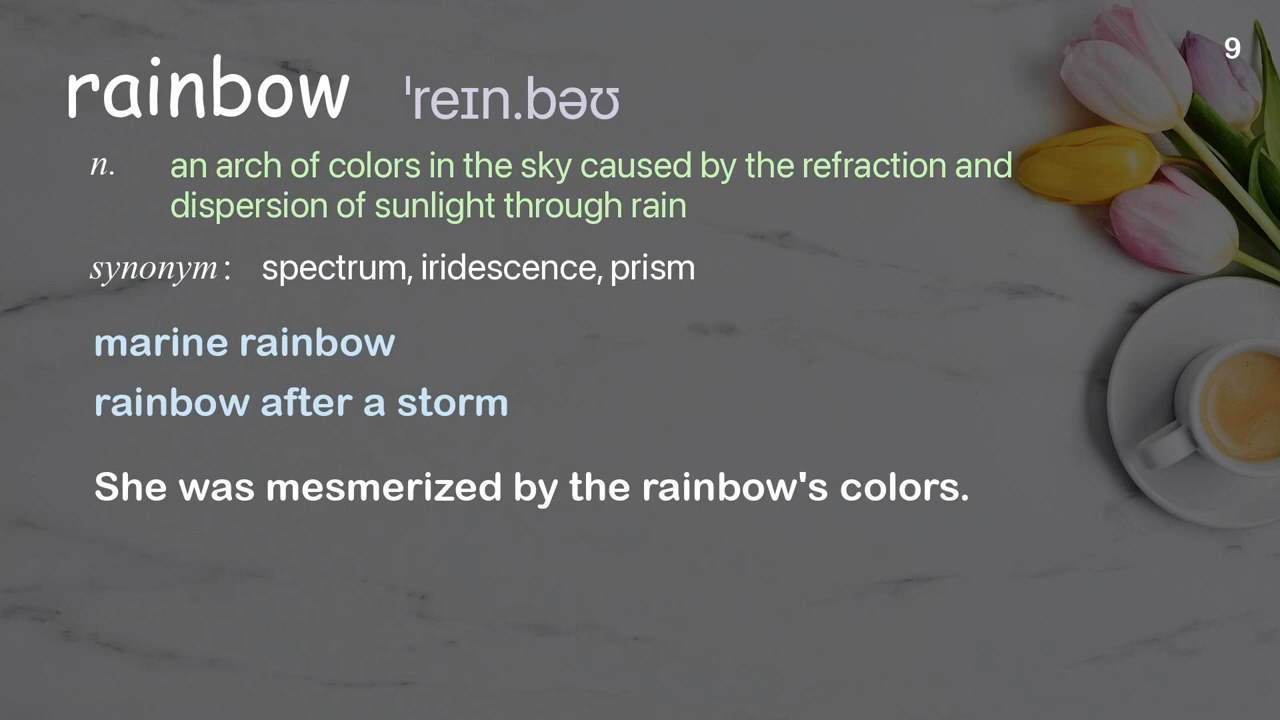 9
rainbow ˈreɪn.bəʊ
n. an arch of colors in the sky caused by the refraction and
dispersion of sunlight through rain
synonym: spectrum, iridescence, prism
marine rainbow
rainbow after a storm
She was mesmerized by the rainbow's colors.